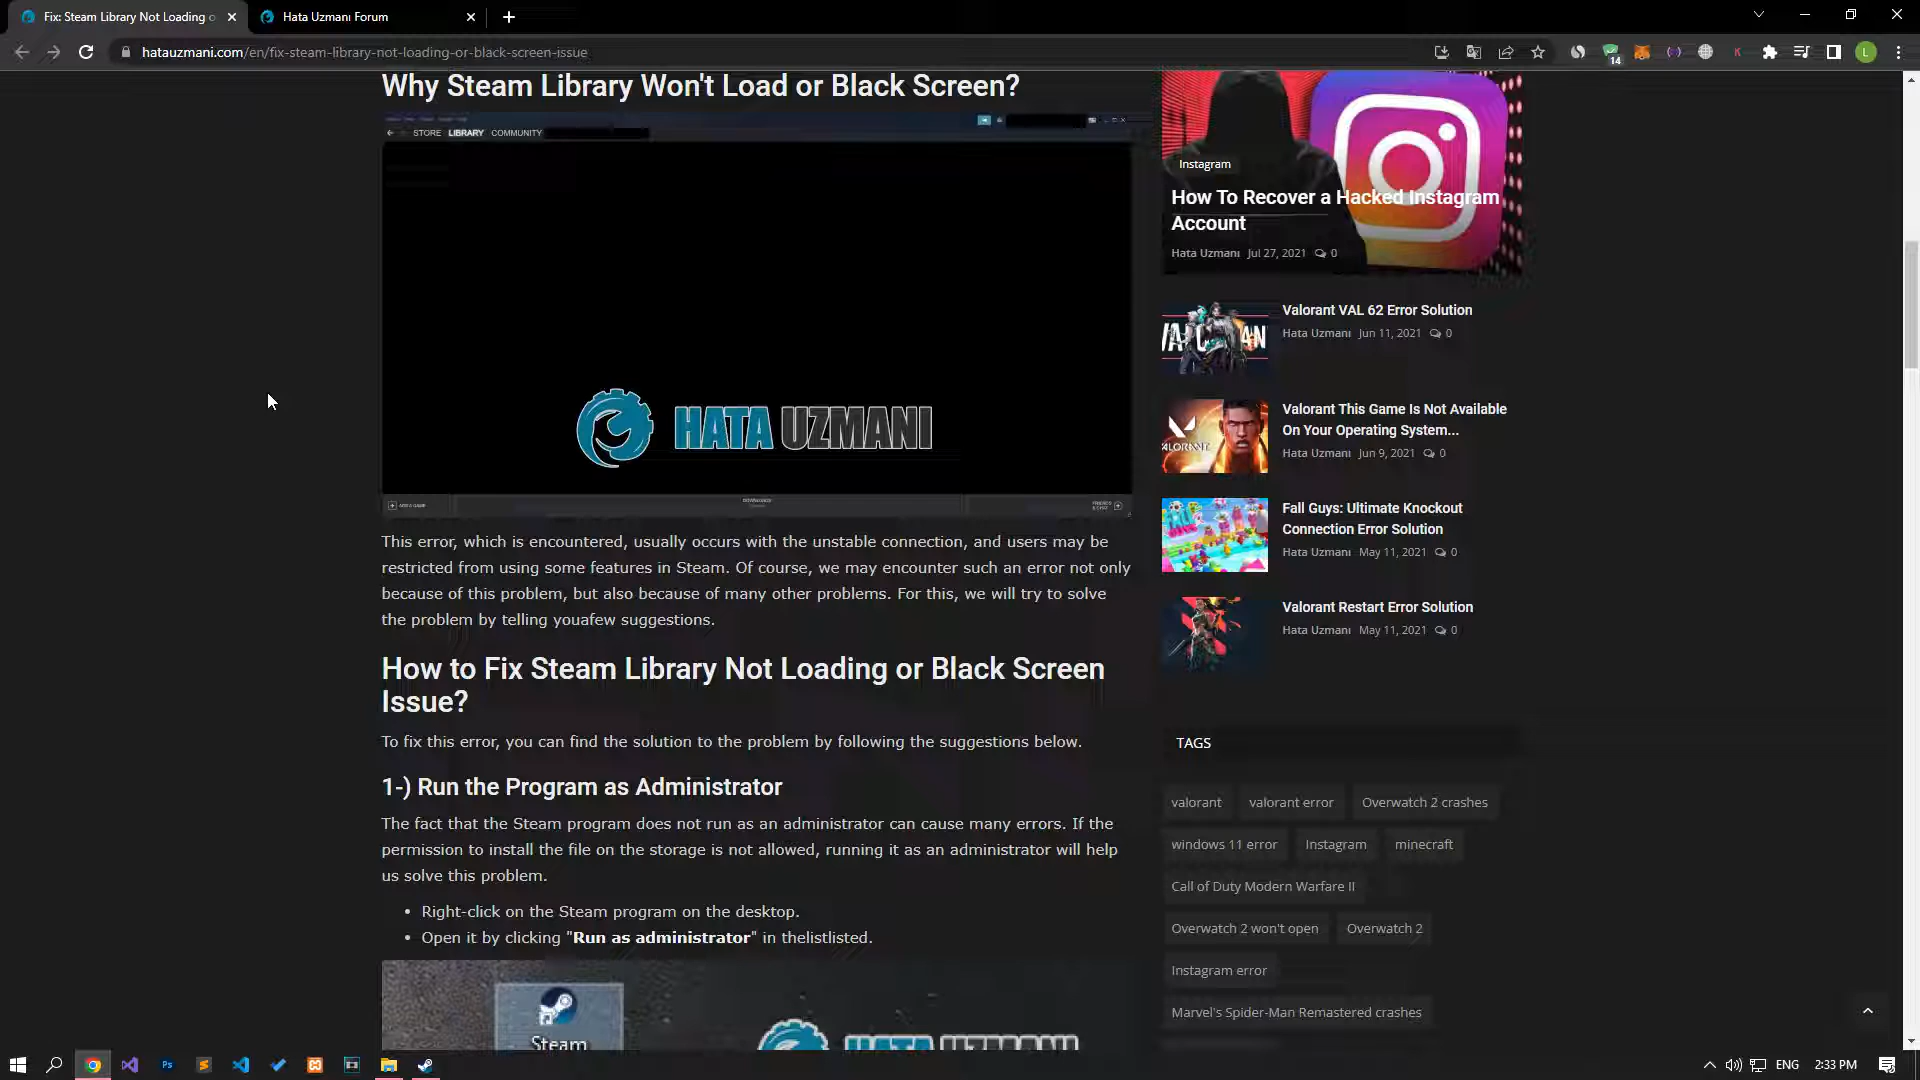 Fix: Steam Library Not Loading o
Hata Uzmanı Forum
hatauzmani.com/en/fix-steam-library-not-loading-or-black-screen-issue
14
L
Why Steam Library Won't Load or Black Screen?
STORE LIBRARY COMMUNITY
HATA UZMANI
ADD A GAME
DOWNLOADS
FRIENDS
& CHAT
This error, which is encountered, usually occurs with the unstable connection, and users may be
restricted from using some features in Steam. Of course, we may encounter such an error not only
because of this problem, but also because of many other problems. For this, we will try to solve
the problem by telling youafew suggestions.
How to Fix Steam Library Not Loading or Black Screen
Issue?
To fix this error, you can find the solution to the problem by following the suggestions below.
1-) Run the Program as Administrator
The fact that the Steam program does not run as an administrator can cause many errors. If the
permission to install the file on the storage is not allowed, running it as an administrator will help
us solve this problem.
• Right-click on the Steam program on the desktop.
• Open it by clicking "Run as administrator" in thelistlisted.
Steam
HATA UZMANI
Instagram
How To Recover a Hacked Instagram
Account
Hata Uzmanı Jul 27, 2021 0
Valorant VAL 62 Error Solution
Hata Uzmanı Jun 11, 2021 0
VALORANT
Valorant This Game Is Not Available
On Your Operating System...
Hata Uzmanı Jun 9, 2021 0
Fall Guys: Ultimate Knockout
Connection Error Solution
Hata Uzmanı May 11, 2021 0
Valorant Restart Error Solution
Hata Uzmanı May 11, 2021 0
TAGS
valorant valorant error Overwatch 2 crashes
windows 11 error Instagram minecraft
Call of Duty Modern Warfare II
Overwatch 2 won't open Overwatch 2
Instagram error
Marvel's Spider-Man Remastered crashes
Ps
ENG 2:33 PM